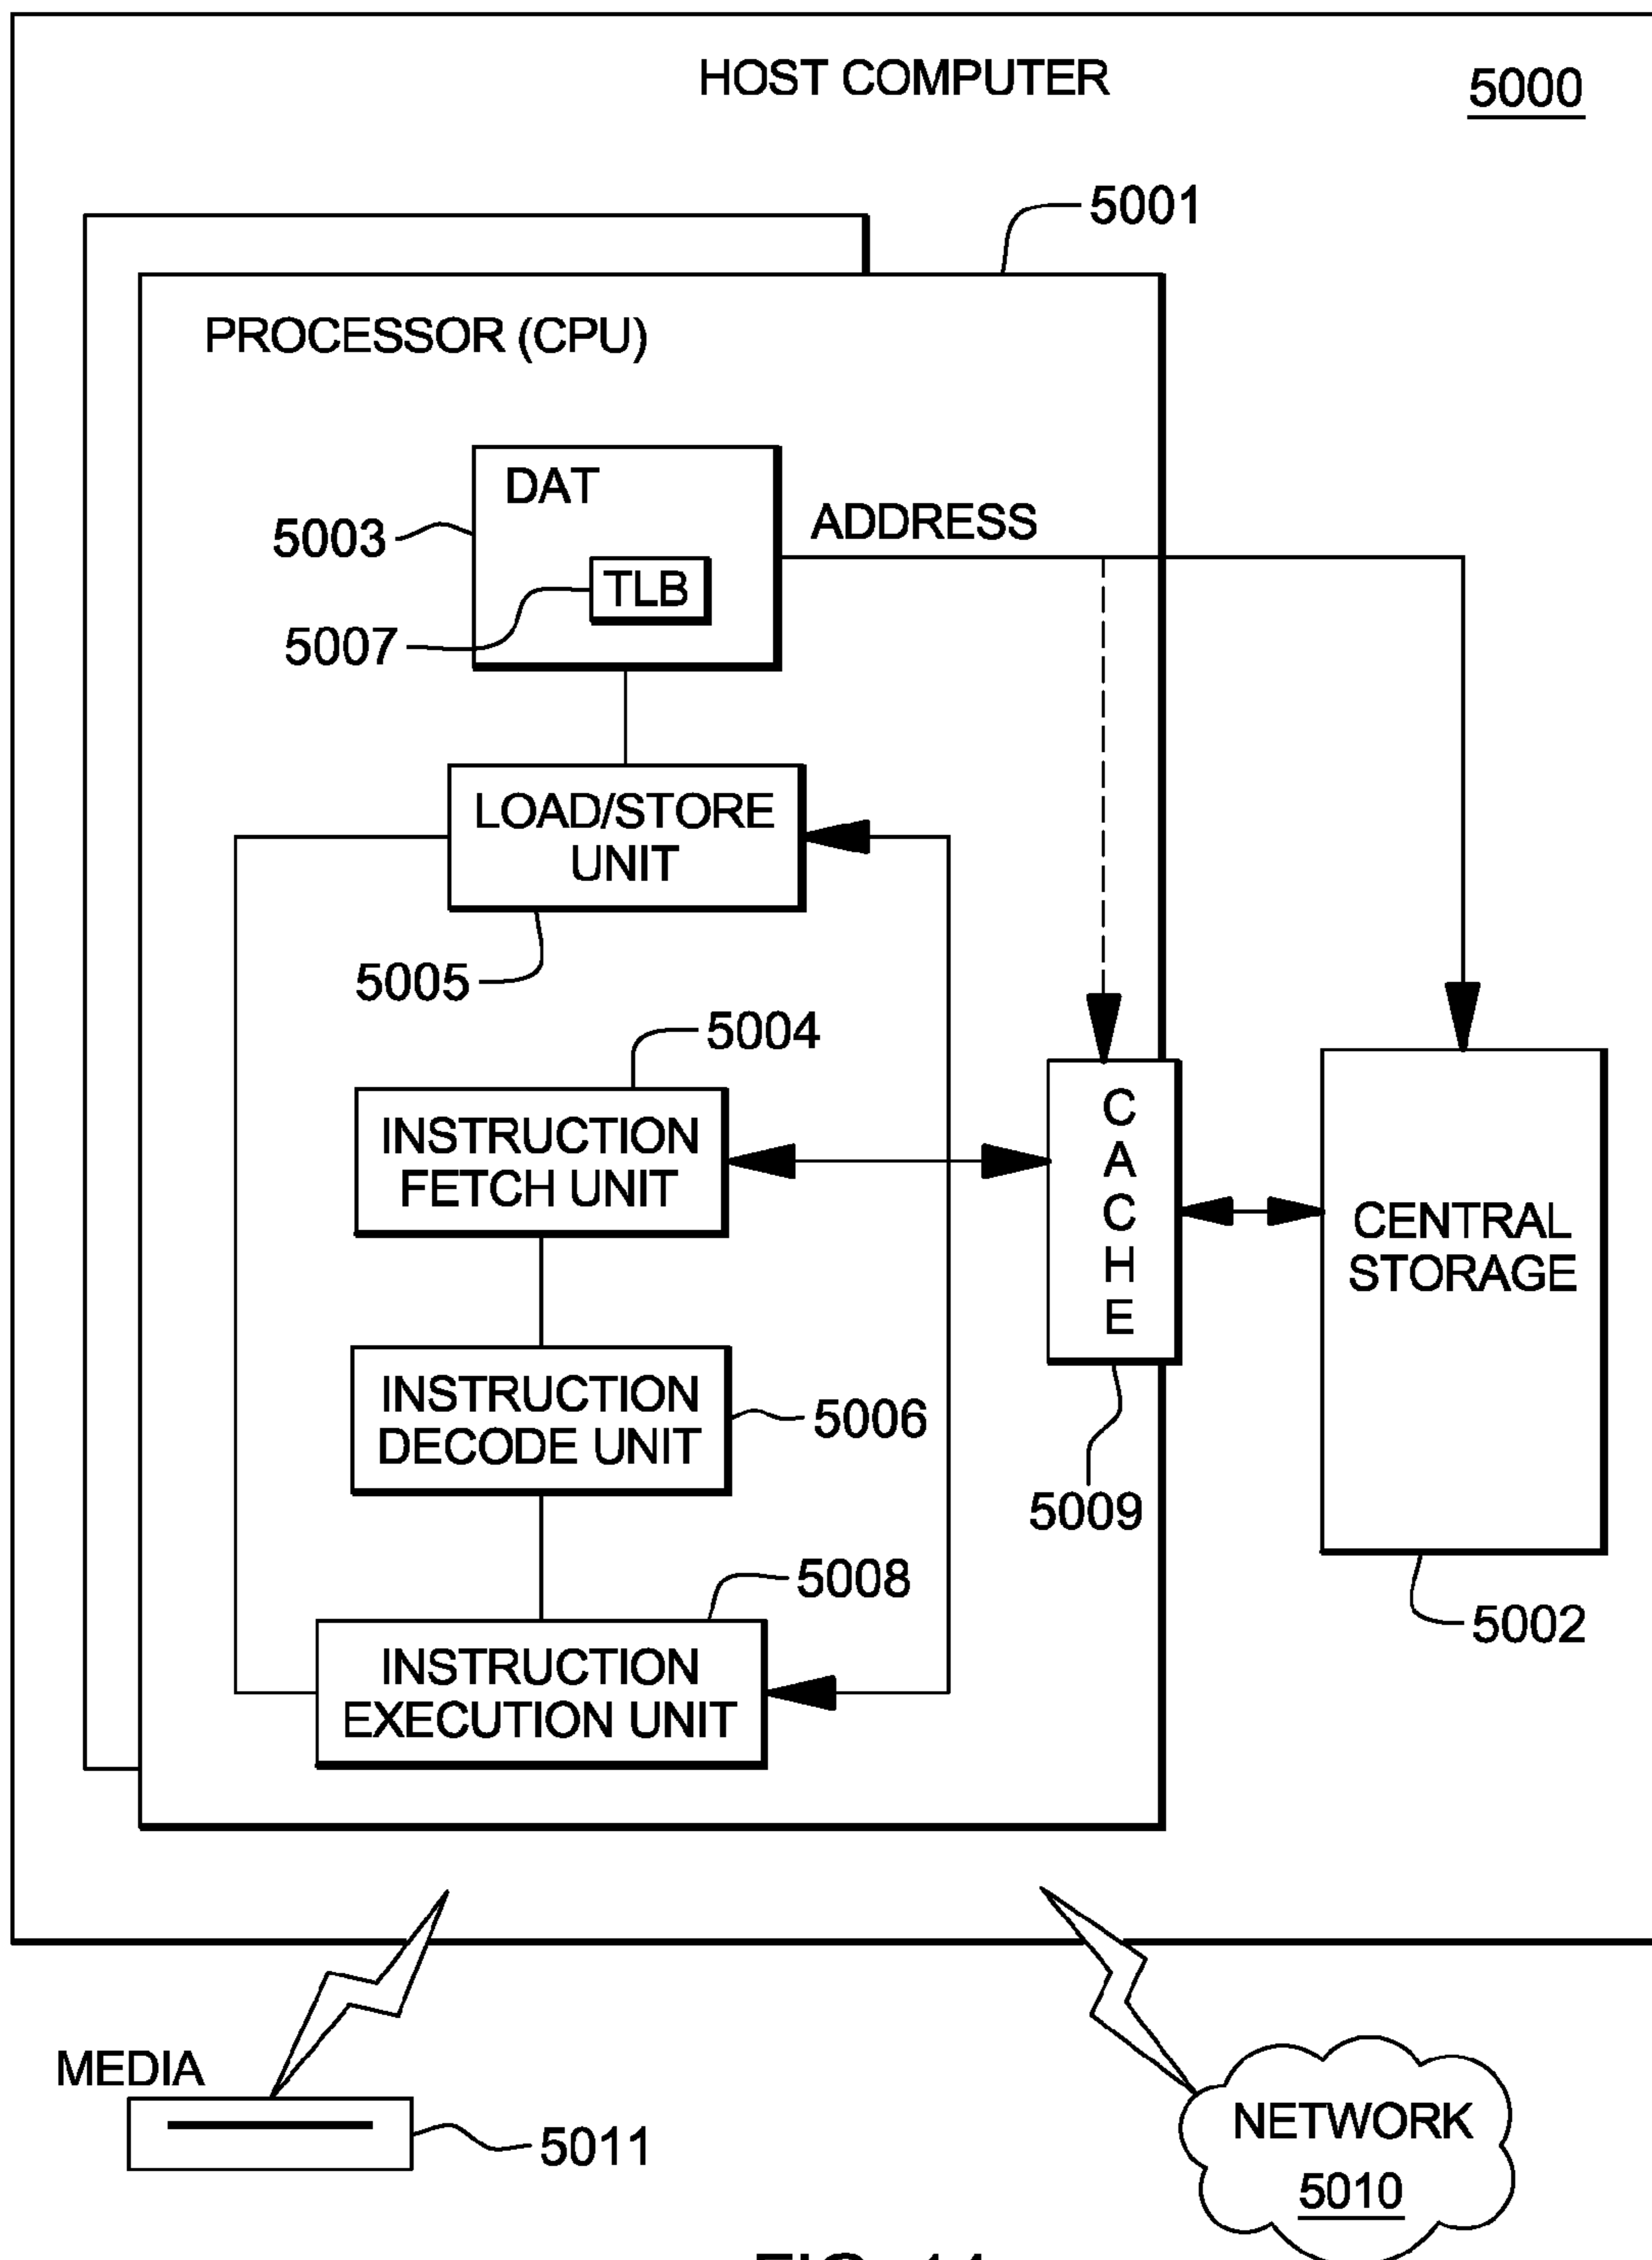 HOST COMPUTER
5000
5001
PROCESSOR (CPU)
DAT
ADDRESS
5003
TLB
5007
LOAD/STORE
UNIT
5005
5004
INSTRUCTION
FETCH UNIT
CACHE
CENTRAL
STORAGE
INSTRUCTION
DECODE UNIT
5006
5009
5008
5002
INSTRUCTION
EXECUTION UNIT
MEDIA
5011
NETWORK
5010